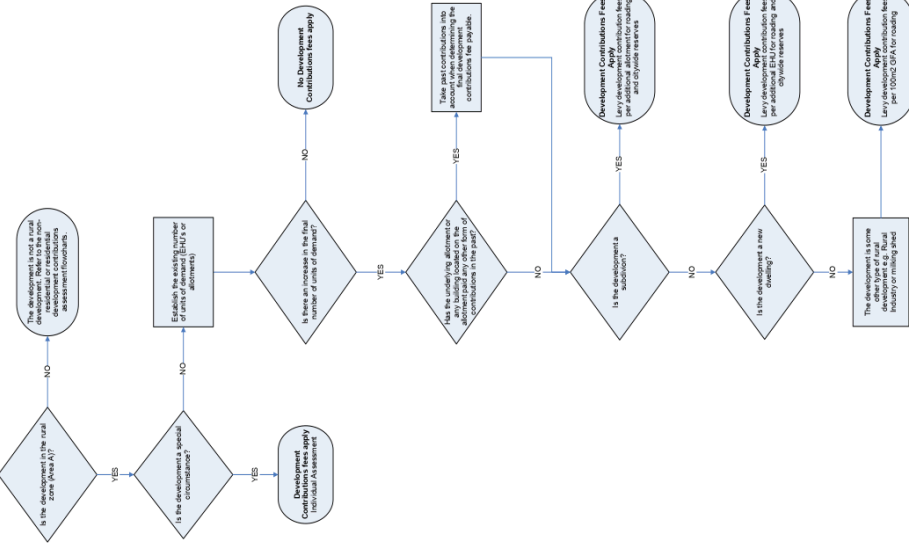 Is the development in the rural
zone (Area A)?
NO
The development is not a rural
development. Refer to the non-
residential or residential
development contributions
assessment flowcharts.
YES
Is the development a special
circumstance?
YES
Development
Contributions fees apply
Individual Assessment
NO
Establish the existing number
of units of demand (EHU's or
allotments)
Is there an increase in the final
number of units of demand?
NO
No Development
Contributions fees apply
YES
Has the underlying allotment or
any building located on the
allotment paid any other form of
contributions in the past?
YES
Take past contributions into
account when determining the
final development
contributions fee payable.
NO
Is the development a
subdivion?
YES
Development Contributions Fees
Apply
Levy development contribution fees
per additional allotment for roading
and citywide reserves
NO
Is the development a new
dwelling?
YES
Development Contributions Fees
Apply
Levy development contribution fees
per additional EHU for roading and
citywide reserves
NO
The development is some
other type of rural
development e.g. Rural
Industry or milking shed
Development Contributions Fees
Apply
Levy development contribution fees
per 100m2 GFA for roading